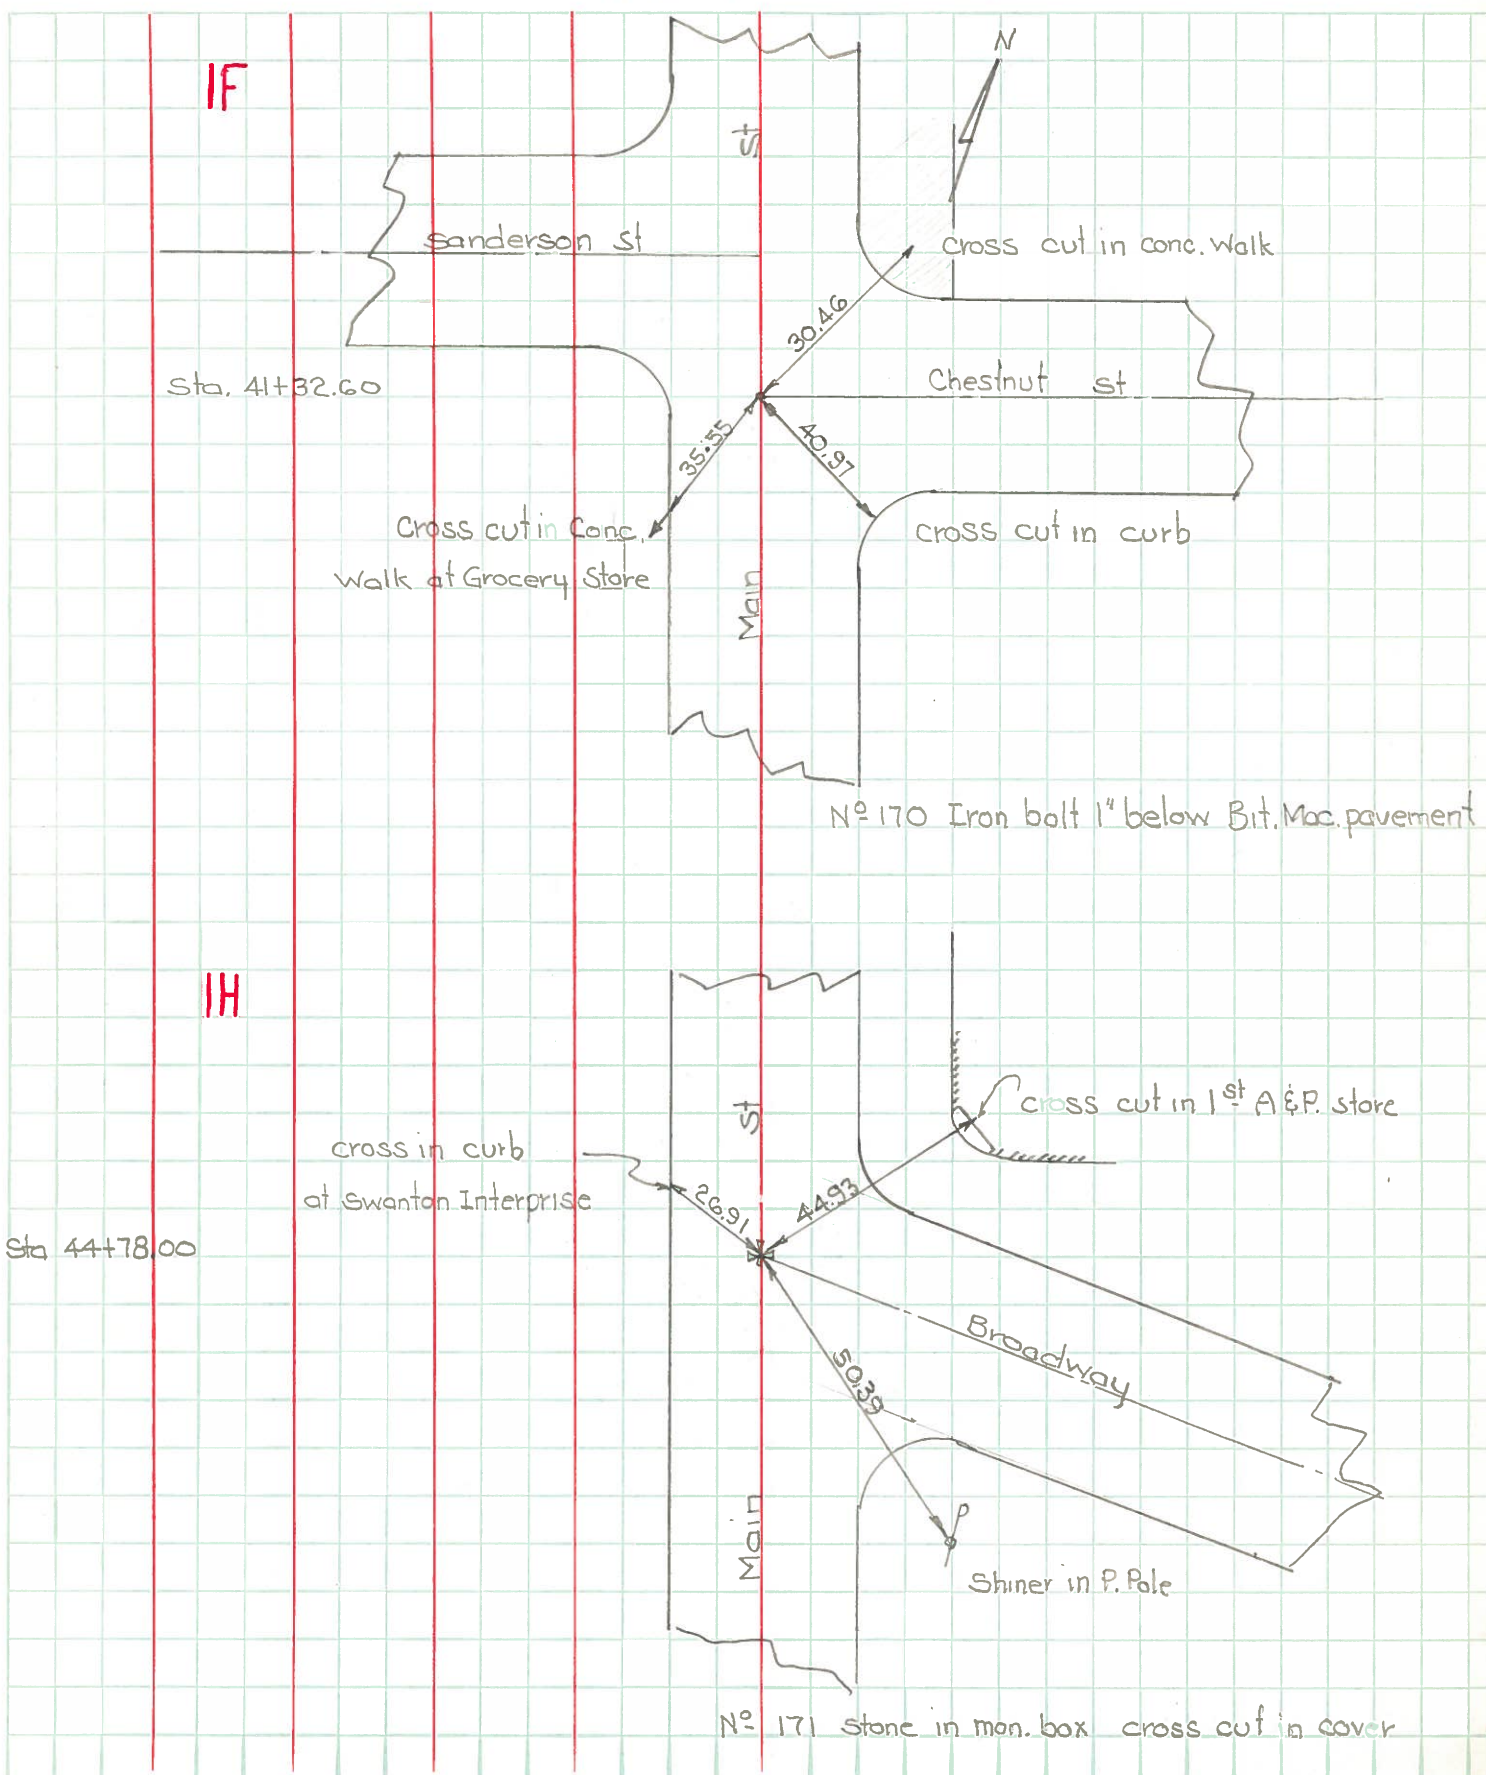 1F
N
St
Sanderson St
Cross cut in conc. Walk
30.46
Sta. 41+32.60
Chestnut St
35.55
40.97
Cross cut in Conc.
Walk at Grocery Store
cross cut in curb
Main
Nº 170 Iron bolt 1" below Bit. Mac. pavement
1H
St
cross cut in 1st A & P. store
cross in curb
at Swanton Interprise
26.91
44.93
Sta 44+78.00
Broadway
50.39
P
Main
Shiner in P. Pole
Nº 171 Stone in mon. box cross cut in cover